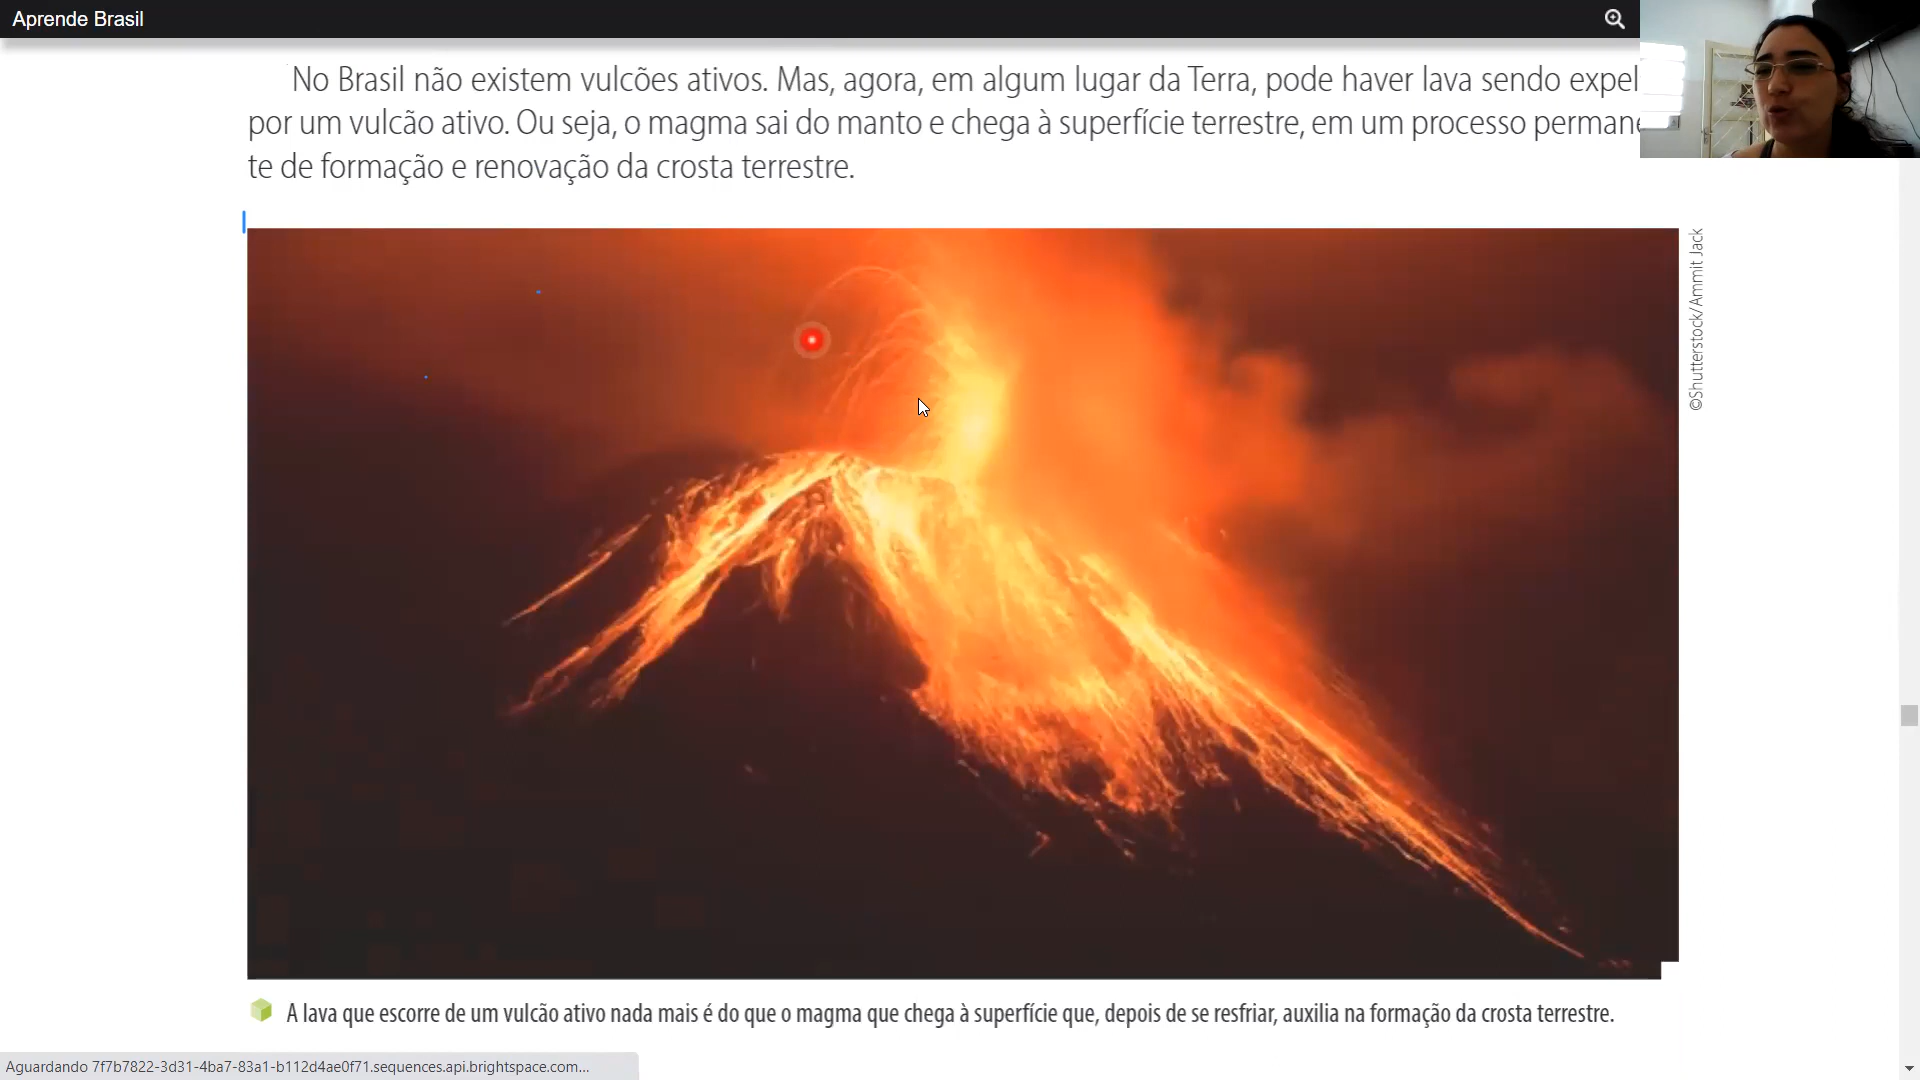 Aprende Brasil
No Brasil não existem vulcões ativos. Mas, agora, em algum lugar da Terra, pode haver lava sendo expel
por um vulcão ativo. Ou seja, o magma sai do manto e chega à superfície terrestre, em um processo permane
te de formação e renovação da crosta terrestre.
©Shutterstock/Ammit Jack
A lava que escorre de um vulcão ativo nada mais é do que o magma que chega à superfície que, depois de se resfriar, auxilia na formação da crosta terrestre.
Aguardando 7f7b7822-3d31-4ba7-83a1-b112d4ae0f71.sequences.api.brightspace.com...